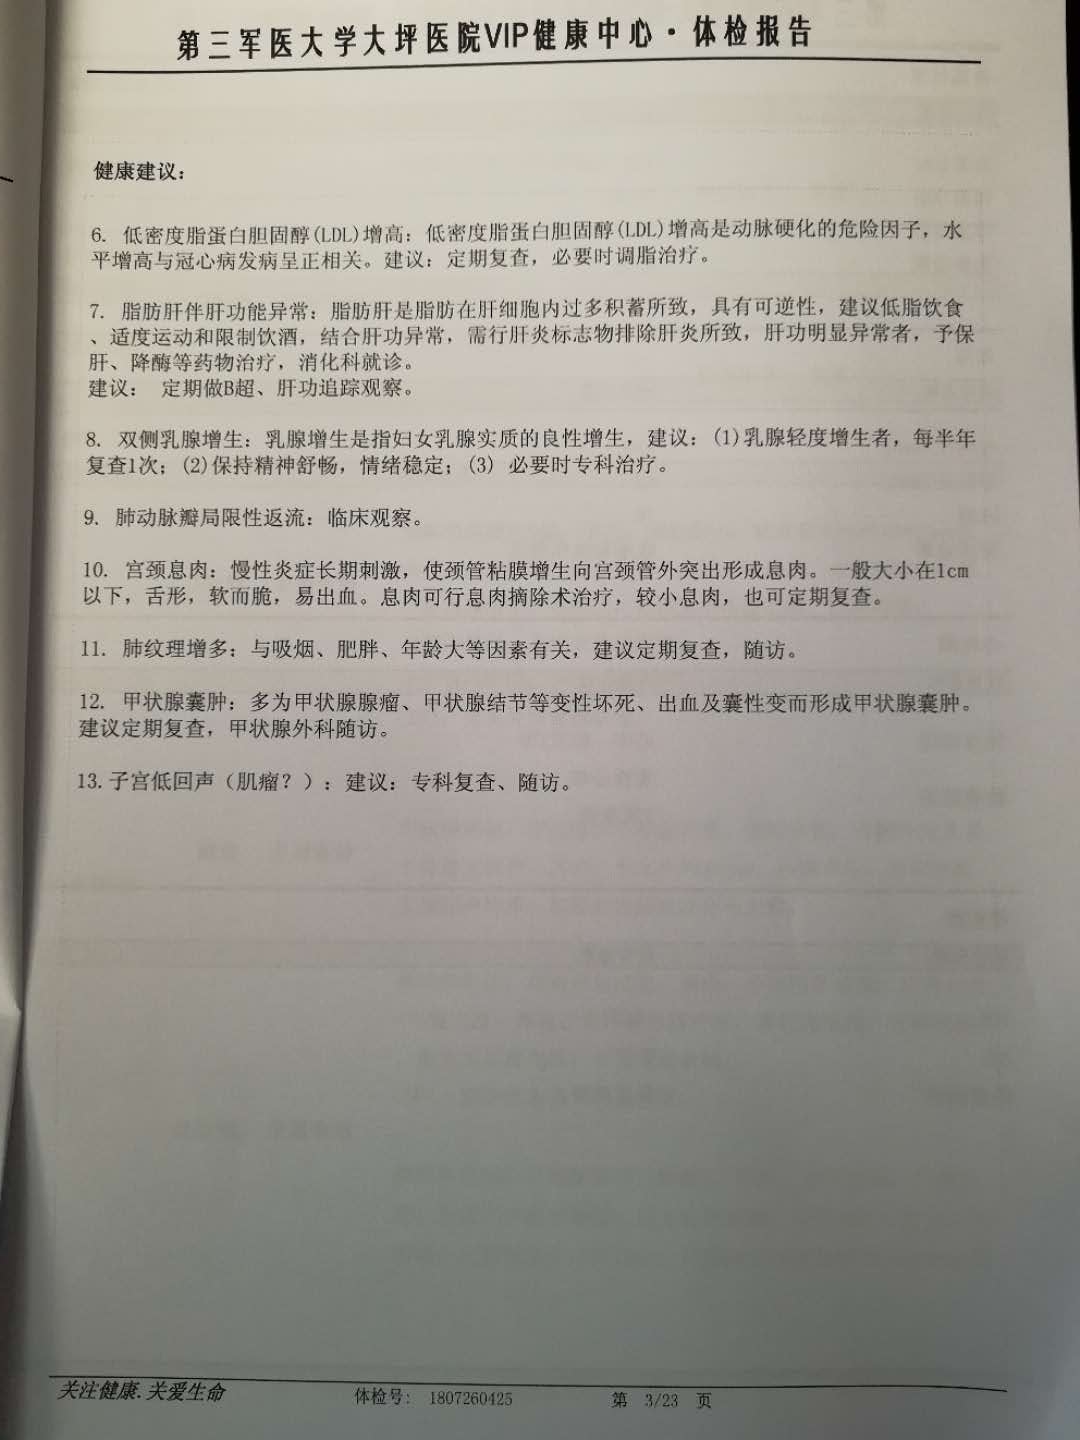 第三军医大学大坪医院VIP健康中心·体检报告
健康建议：
6. 低密度脂蛋白胆固醇(LDL)增高：低密度脂蛋白胆固醇(LDL)增高是动脉硬化的危险因子，水
平增高与冠心病发病呈正相关。建议：定期复查，必要时调脂治疗。
7. 脂肪肝伴肝功能异常：脂肪肝是脂肪在肝细胞内过多积蓄所致，具有可逆性，建议低脂饮食
、适度运动和限制饮酒，结合肝功异常，需行肝炎标志物排除肝炎所致，肝功明显异常者，予保
肝、降酶等药物治疗，消化科就诊。
建议： 定期做B超、肝功追踪观察。
8. 双侧乳腺增生：乳腺增生是指妇女乳腺实质的良性增生，建议：(1)乳腺轻度增生者，每半年
复查1次；(2)保持精神舒畅，情绪稳定；(3) 必要时专科治疗。
9. 肺动脉瓣局限性返流：临床观察。
10. 宫颈息肉：慢性炎症长期刺激，使颈管粘膜增生向宫颈管外突出形成息肉。一般大小在1cm
以下，舌形，软而脆，易出血。息肉可行息肉摘除术治疗，较小息肉，也可定期复查。
11. 肺纹理增多：与吸烟、肥胖、年龄大等因素有关，建议定期复查，随访。
12. 甲状腺囊肿：多为甲状腺腺瘤、甲状腺结节等变性坏死、出血及囊性变而形成甲状腺囊肿。
建议定期复查，甲状腺外科随访。
13.子宫低回声（肌瘤？）：建议：专科复查、随访。
关注健康.关爱生命
体检号： 1807260425
第 3/23 页